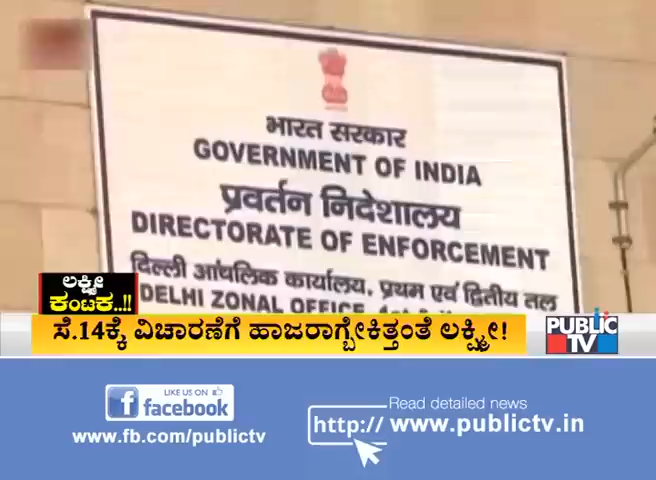 भारत सरकार
GOVERNMENT OF INDIA
प्रवर्तन निदेशालय
DIRECTORATE OF ENFORCEMENT
दिल्ली आंचलिक कार्यालय, प्रथम एवं द्वितीय तल
DELHI ZONAL OFFICE,
ಲಕ್ಷ್ಮೀ
ಕಂಟಕ..!!
ಸೆ.14ಕ್ಕೆ ವಿಚಾರಣೆಗೆ ಹಾಜರಾಗ್ಬೇಕಿತ್ತಂತೆ ಲಕ್ಷ್ಮೀ!
PUBLIC
TV
LIKE US ON
facebook
www.fb.com/publictv
Read detailed news
http:// www.publictv.in